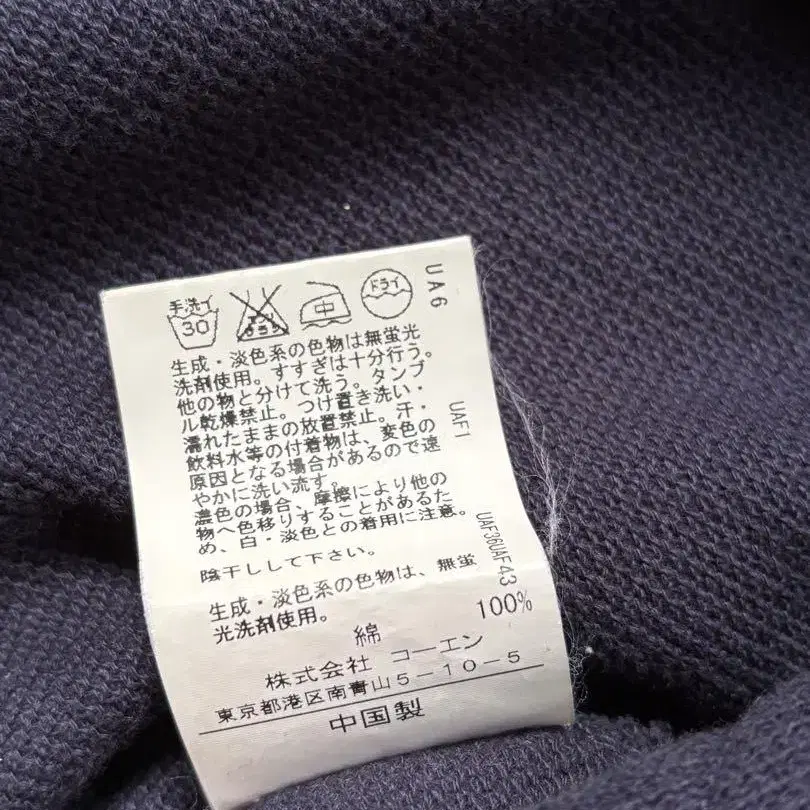 手洗イ 30 エンソ サラシ 中 ドライ
UA6
生成・淡色系の色物は無蛍光
洗剤使用。すすぎは十分行う。
他の物と分けて洗う。タンブ
ル乾燥禁止。つけ置き洗い・
濡れたままの放置禁止。汗・
飲料水等の付着物は、変色の
原因となる場合があるので速
やかに洗い流す。
濃色の場合、摩擦により他の
物へ色移りすることがあるた
め、白・淡色との着用に注意。
UAF1
陰干しして下さい。
生成・淡色系の色物は、無蛍
光洗剤使用。
UAF36UAF43
綿 100%
株式会社 コーエン
東京都港区南青山5-10-5
中国製